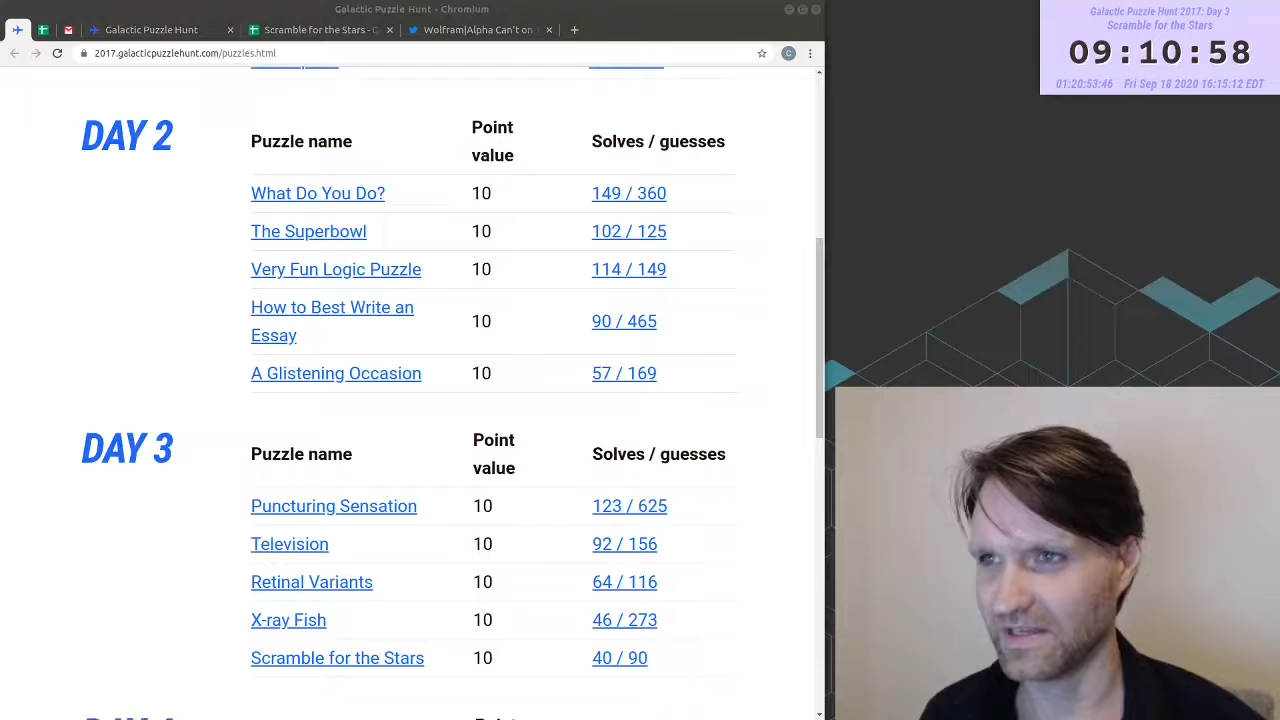 Galactic Puzzle Hunt - Chromium
Galactic Puzzle Hunt
Scramble for the Stars - G
Wolfram|Alpha Can't on
2017.galacticpuzzlehunt.com/puzzles.html
C
Galactic Puzzle Hunt 2017: Day 3
Scramble for the Stars
09:10:58
01:20:53:46 Fri Sep 18 2020 16:15:12 EDT
DAY 2
Puzzle name Point value Solves / guesses
What Do You Do? 10 149 / 360
The Superbowl 10 102 / 125
Very Fun Logic Puzzle 10 114 / 149
How to Best Write an Essay 10 90 / 465
A Glistening Occasion 10 57 / 169
DAY 3
Puzzle name Point value Solves / guesses
Puncturing Sensation 10 123 / 625
Television 10 92 / 156
Retinal Variants 10 64 / 116
X-ray Fish 10 46 / 273
Scramble for the Stars 10 40 / 90